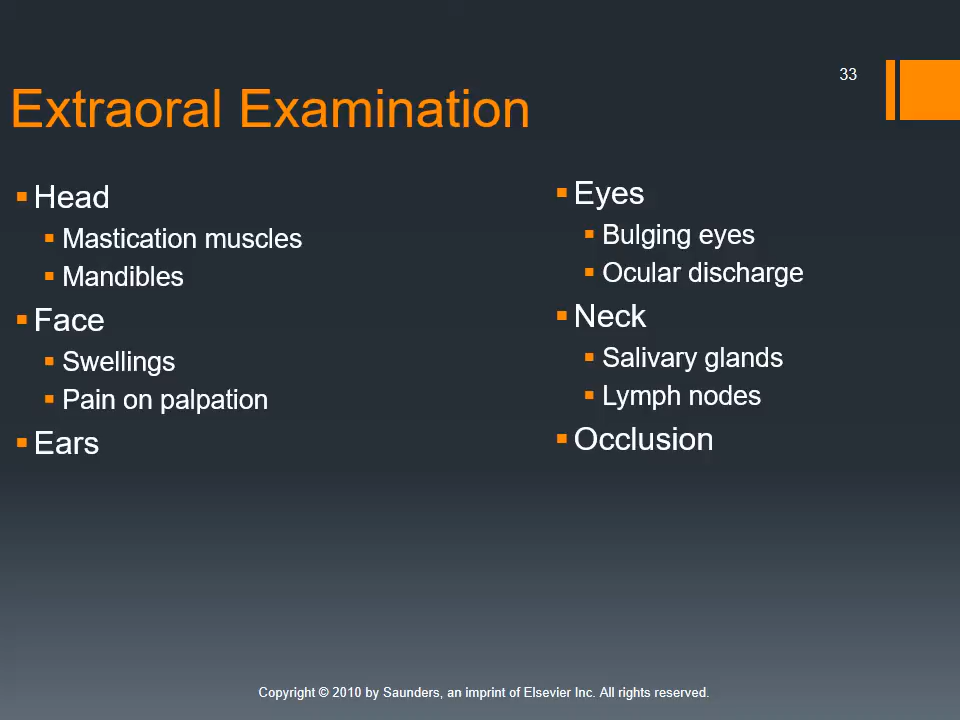 33
Extraoral Examination
Head
Mastication muscles
Mandibles
Face
Swellings
Pain on palpation
Ears
Eyes
Bulging eyes
Ocular discharge
Neck
Salivary glands
Lymph nodes
Occlusion
Copyright © 2010 by Saunders, an imprint of Elsevier Inc. All rights reserved.